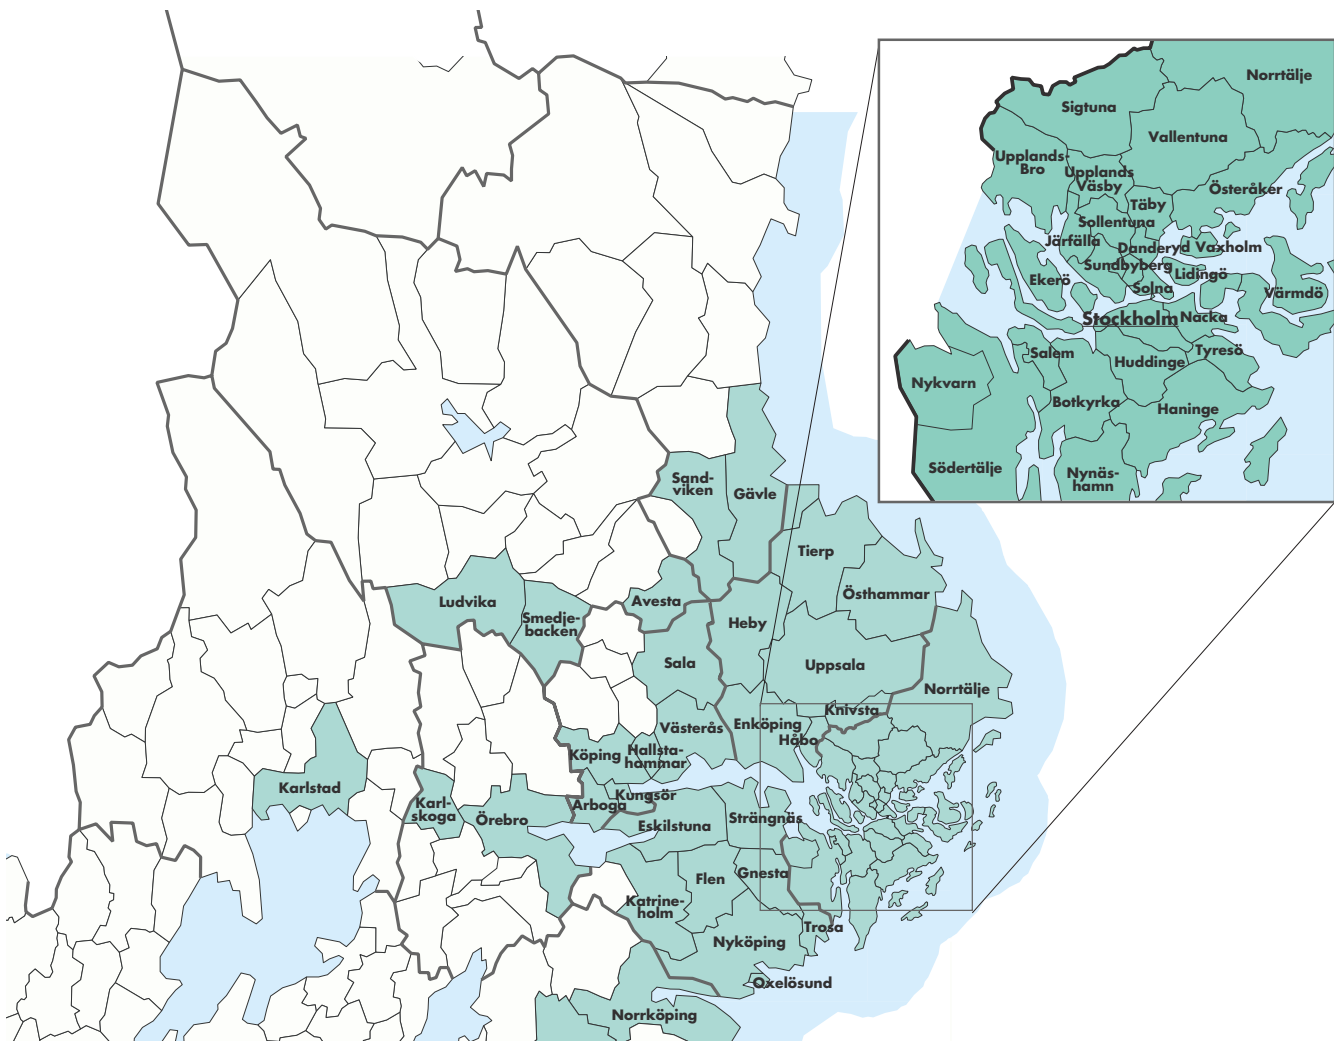 Norrtälje
Sigtuna
Vallentuna
Upplands-
Bro
Upplands
Väsby
Österåker
Täby
Sollentuna
Järfälla
Danderyd
Vaxholm
Sundbyberg
Lidingö
Ekerö
Solna
Värmdö
Stockholm
Nacka
Salem
Huddinge
Tyresö
Nykvarn
Botkyrka
Haninge
Södertälje
Nynäs-
hamn
Sand-
viken
Gävle
Tierp
Östhammar
Ludvika
Smedje-
backen
Avesta
Heby
Sala
Uppsala
Norrtälje
Knivsta
Västerås
Enköping
Håbo
Köping
Hallsta-
hammar
Karlstad
Karl-
skoga
Örebro
Arboga
Kungsör
Eskilstuna
Strängnäs
Flen
Gnesta
Katrine-
holm
Trosa
Nyköping
Oxelösund
Norrköping